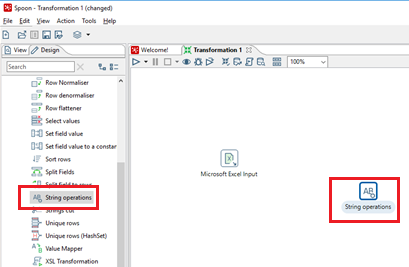 Spoon - Transformation 1 (changed)
File Edit View Action Tools Help
View Design
Welcome! Transformation 1
Search
100%
Row Normaliser
Row denormaliser
Row flattener
Select values
Set field value
Set field value to a constan
Sort rows
Split Fields
Split field to rows
String operations
Strings cut
Unique rows
Unique rows (HashSet)
Value Mapper
XSL Transformation
Microsoft Excel Input
String operations